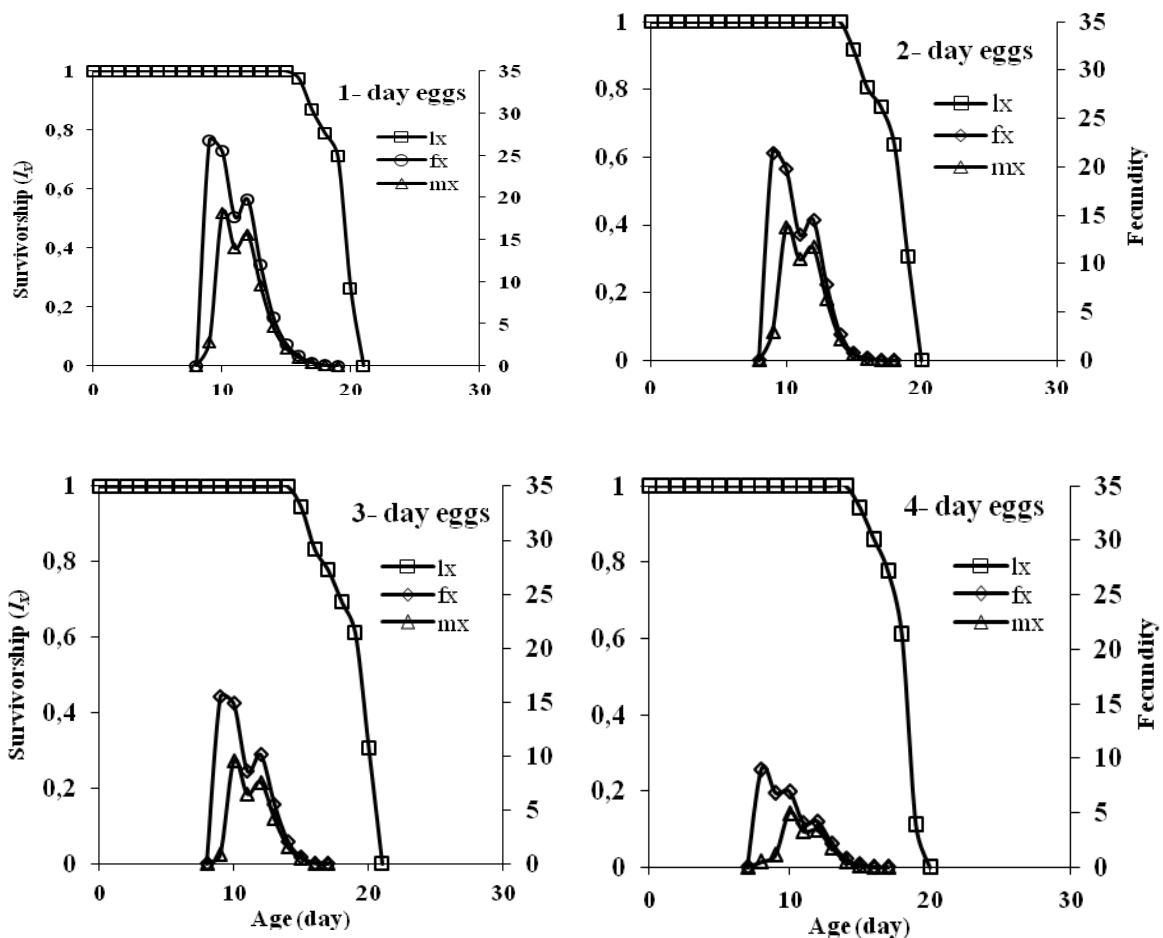 1- day eggs
lx
fx
mx
Survivorship (lx)
1
0,8
0,6
0,4
0,2
0
35
30
25
20
15
10
5
0
0 10 20 30
2- day eggs
lx
fx
mx
Fecundity
1
0,8
0,6
0,4
0,2
0
35
30
25
20
15
10
5
0
0 10 20 30
3- day eggs
lx
fx
mx
Survivorship (lx)
1
0,8
0,6
0,4
0,2
0
35
30
25
20
15
10
5
0
0 10 20 30
Age (day)
4- day eggs
lx
fx
mx
Fecundity
1
0,8
0,6
0,4
0,2
0
35
30
25
20
15
10
5
0
0 10 20 30
Age (day)